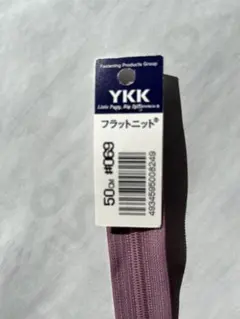 Fastening Products Group
YKK
Little Parts. Big Difference.®
フラットニット®
50CM #069
4934595008249